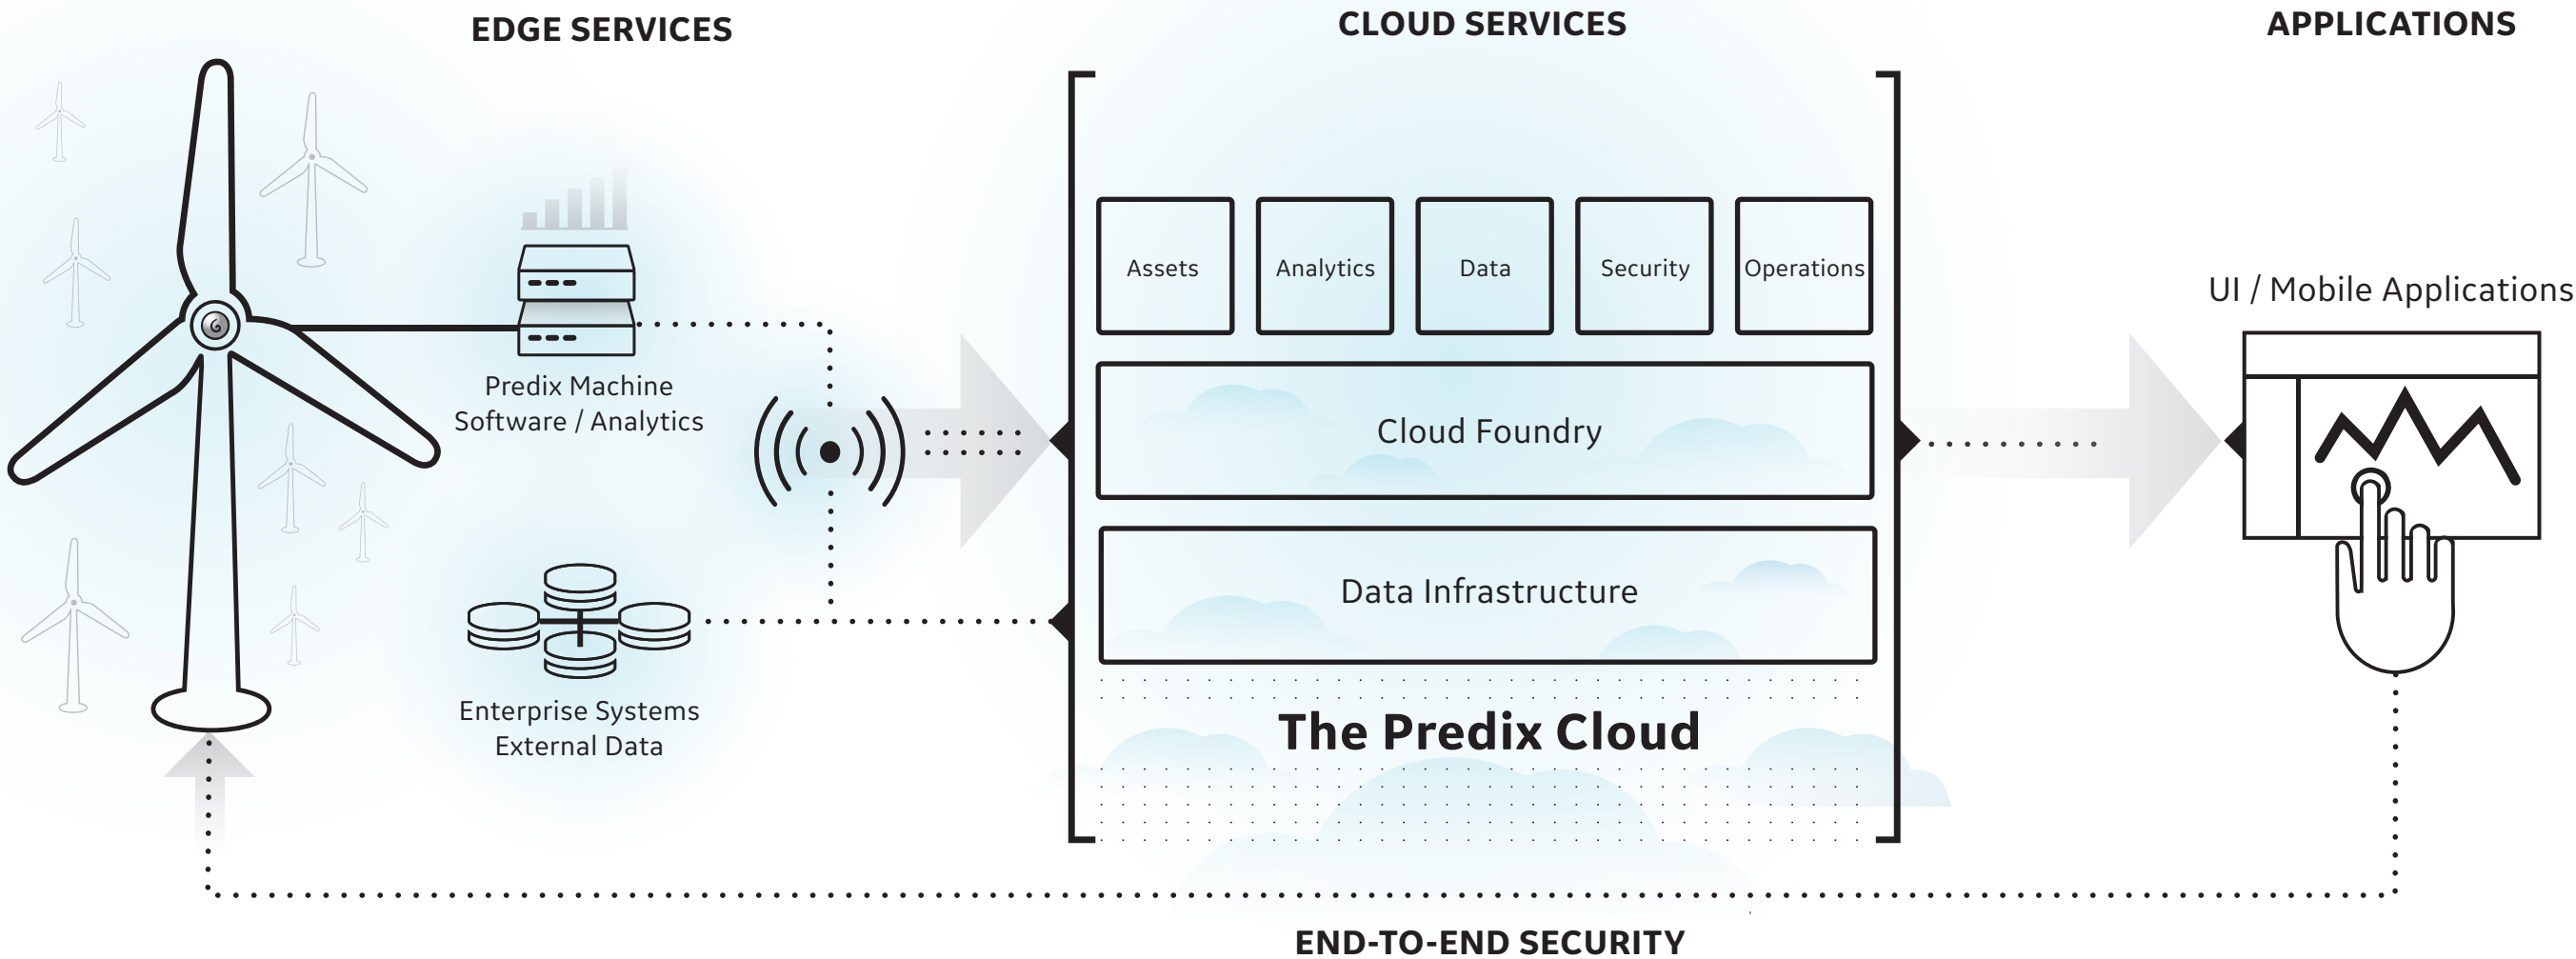 EDGE SERVICES
CLOUD SERVICES
APPLICATIONS
Predix Machine
Software / Analytics
Enterprise Systems
External Data
Assets
Analytics
Data
Security
Operations
Cloud Foundry
Data Infrastructure
The Predix Cloud
UI / Mobile Applications
END-TO-END SECURITY